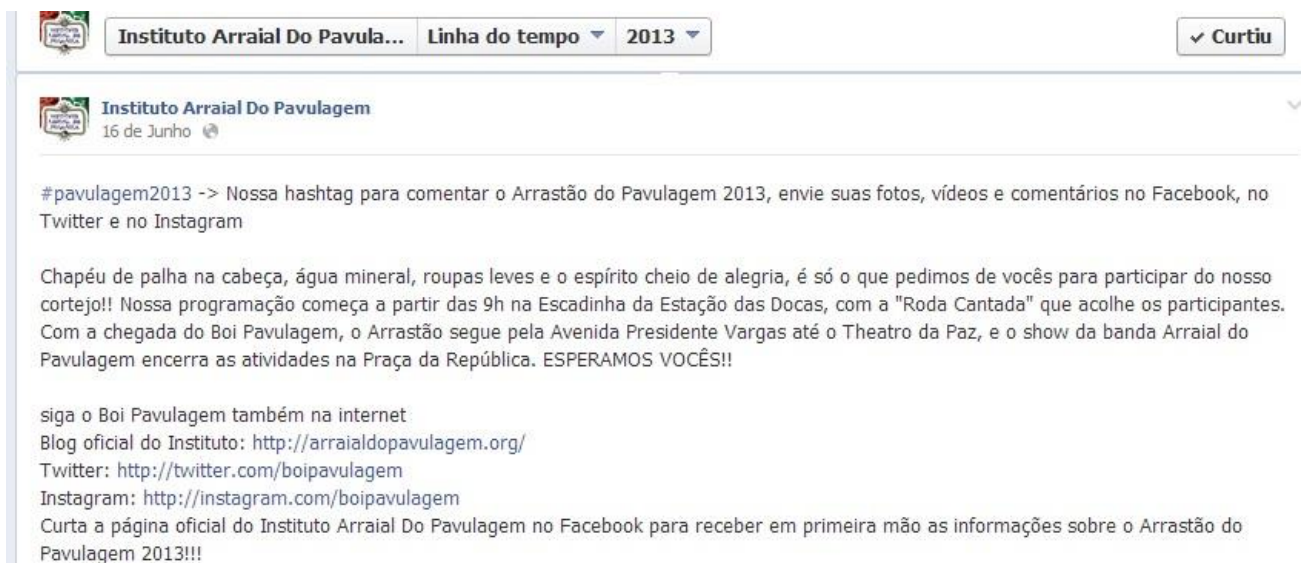 Instituto Arraial Do Pavula... Linha do tempo 2013 Curtiu
Instituto Arraial Do Pavulagem
16 de Junho
#pavulagem2013 -> Nossa hashtag para comentar o Arrastão do Pavulagem 2013, envie suas fotos, vídeos e comentários no Facebook, no
Twitter e no Instagram
Chapéu de palha na cabeça, água mineral, roupas leves e o espírito cheio de alegria, é só o que pedimos de vocês para participar do nosso
cortejo!! Nossa programação começa a partir das 9h na Escadinha da Estação das Docas, com a "Roda Cantada" que acolhe os participantes.
Com a chegada do Boi Pavulagem, o Arrastão segue pela Avenida Presidente Vargas até o Theatro da Paz, e o show da banda Arraial do
Pavulagem encerra as atividades na Praça da República. ESPERAMOS VOCÊS!!
siga o Boi Pavulagem também na internet
Blog oficial do Instituto: http://arraialdopavulagem.org/
Twitter: http://twitter.com/boipavulagem
Instagram: http://instagram.com/boipavulagem
Curta a página oficial do Instituto Arraial Do Pavulagem no Facebook para receber em primeira mão as informações sobre o Arrastão do
Pavulagem 2013!!!